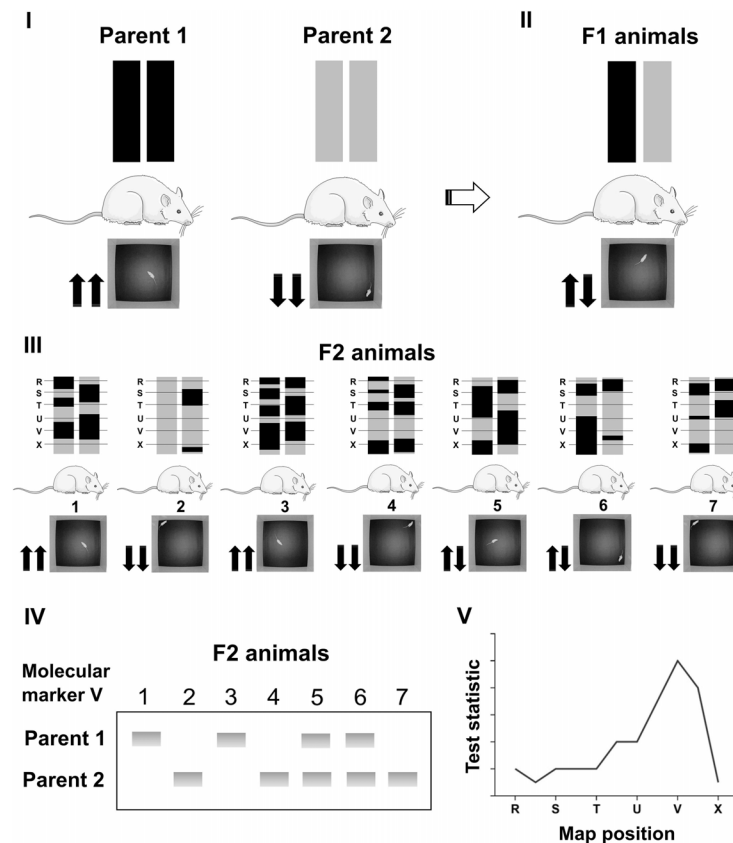 I
Parent 1
Parent 2
II
F1 animals
III
F2 animals
R
S
T
U
V
X
R
S
T
U
V
X
R
S
T
U
V
X
R
S
T
U
V
X
R
S
T
U
V
X
R
S
T
U
V
X
R
S
T
U
V
X
1
2
3
4
5
6
7
IV
F2 animals
Molecular
marker V
1 2 3 4 5 6 7
Parent 1
Parent 2
V
Test statistic
R S T U V X
Map position